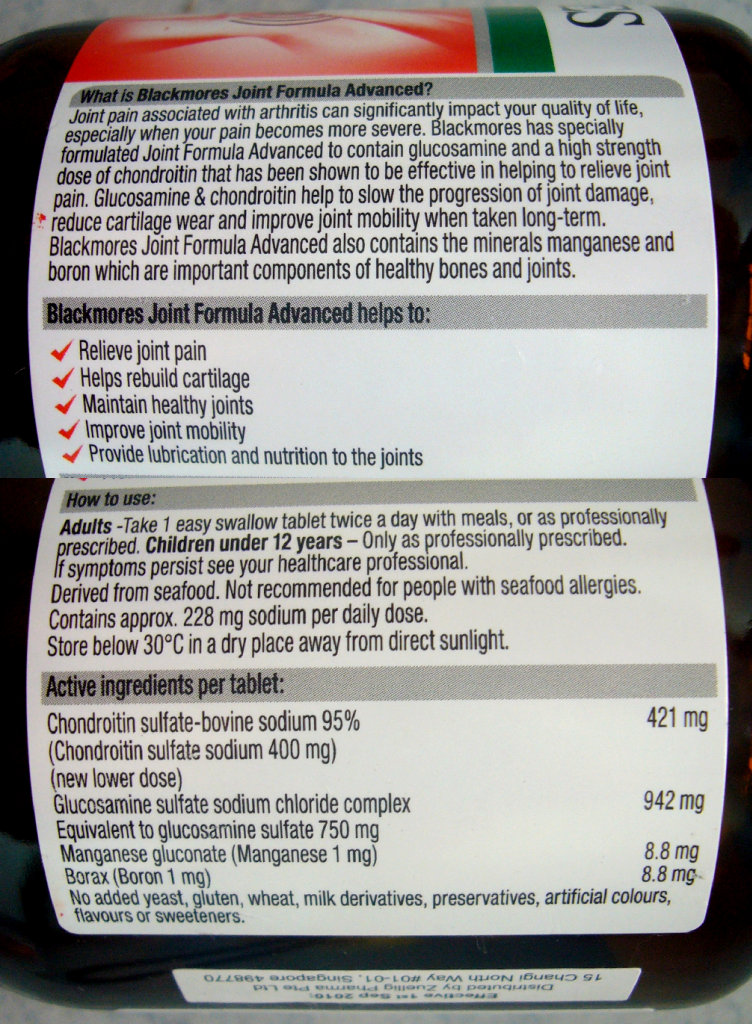 What is Blackmores Joint Formula Advanced?
Joint pain associated with arthritis can significantly impact your quality of life,
especially when your pain becomes more severe. Blackmores has specially
formulated Joint Formula Advanced to contain glucosamine and a high strength
dose of chondroitin that has been shown to be effective in helping to relieve joint
pain. Glucosamine & chondroitin help to slow the progression of joint damage,
reduce cartilage wear and improve joint mobility when taken long-term.
Blackmores Joint Formula Advanced also contains the minerals manganese and
boron which are important components of healthy bones and joints.
Blackmores Joint Formula Advanced helps to:
Relieve joint pain
Helps rebuild cartilage
Maintain healthy joints
Improve joint mobility
Provide lubrication and nutrition to the joints
How to use:
Adults -Take 1 easy swallow tablet twice a day with meals, or as professionally
prescribed. Children under 12 years – Only as professionally prescribed.
If symptoms persist see your healthcare professional.
Derived from seafood. Not recommended for people with seafood allergies.
Contains approx. 228 mg sodium per daily dose.
Store below 30°C in a dry place away from direct sunlight.
Active ingredients per tablet:
Chondroitin sulfate-bovine sodium 95% 421 mg
(Chondroitin sulfate sodium 400 mg)
(new lower dose)
Glucosamine sulfate sodium chloride complex 942 mg
Equivalent to glucosamine sulfate 750 mg
Manganese gluconate (Manganese 1 mg) 8.8 mg
Borax (Boron 1 mg) 8.8 mg
No added yeast, gluten, wheat, milk derivatives, preservatives, artificial colours,
flavours or sweeteners.
Effective 1st Sep 2010:
Distributed by Zuellig Pharma Pte Ltd
15 Changi North Way #01-01, Singapore 498770